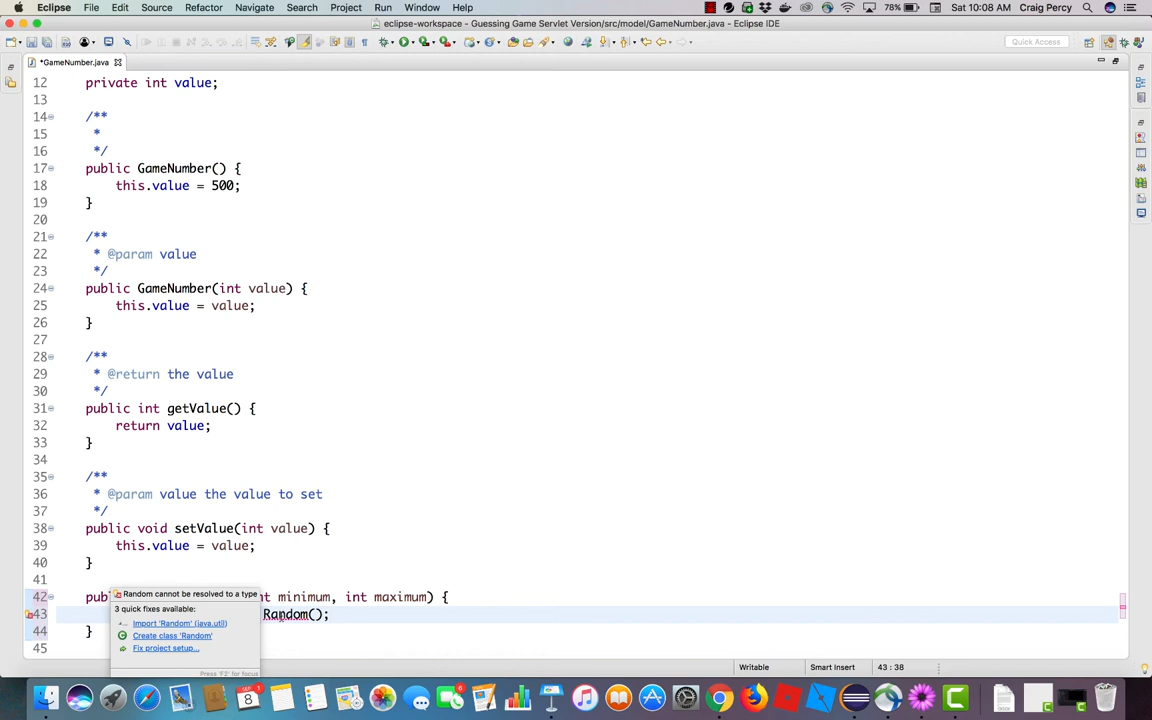 Eclipse File Edit Source Refactor Navigate Search Project Run Window Help 78% Sat 10:08 AM Craig Percy
eclipse-workspace - Guessing Game Servlet Version/src/model/GameNumber.java - Eclipse IDE
Quick Access
*GameNumber.java
12 private int value;
13
14 /**
15 *
16 */
17 public GameNumber() {
18 this.value = 500;
19 }
20
21 /**
22 * @param value
23 */
24 public GameNumber(int value) {
25 this.value = value;
26 }
27
28 /**
29 * @return the value
30 */
31 public int getValue() {
32 return value;
33 }
34
35 /**
36 * @param value the value to set
37 */
38 public void setValue(int value) {
39 this.value = value;
40 }
41
Random cannot be resolved to a type
42 pub nt minimum, int maximum) {
3 quick fixes available:
43 Random();
Import 'Random' (java.util)
44 }
Create class 'Random'
45
Fix project setup...
Press 'F2' for focus
Writable Smart Insert 43 : 38